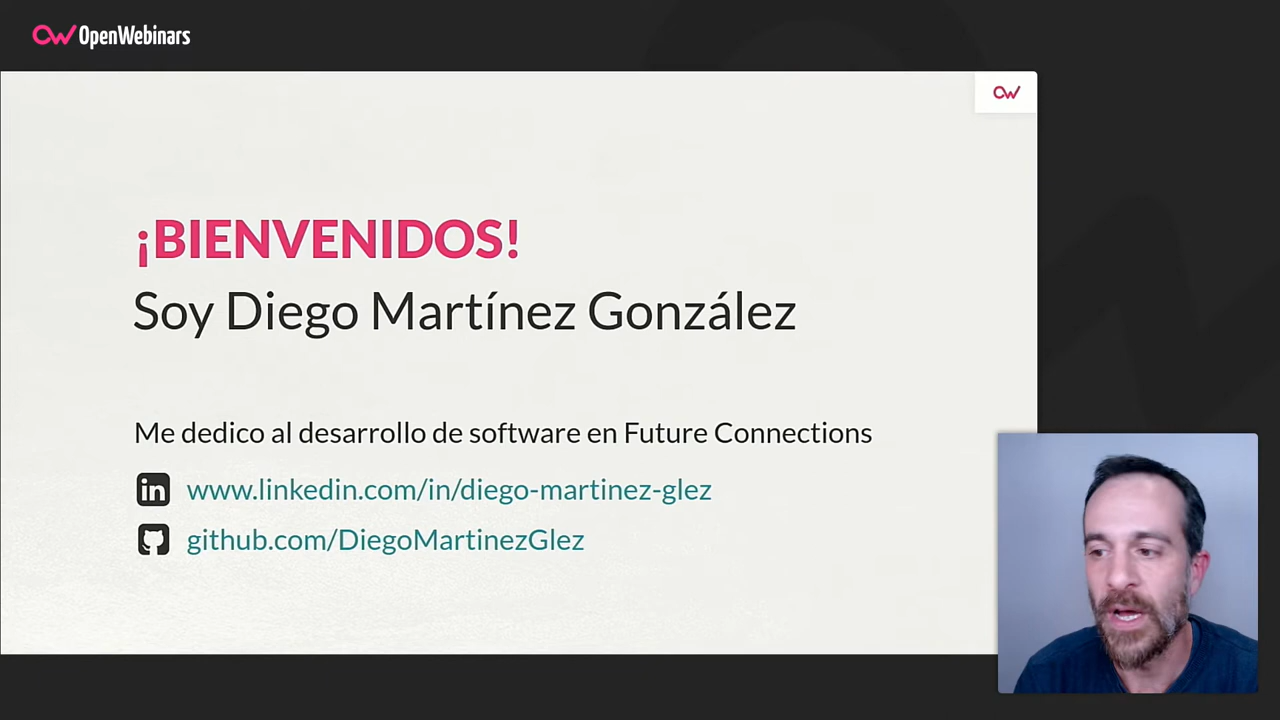 OpenWebinars
¡BIENVENIDOS!
Soy Diego Martínez González
Me dedico al desarrollo de software en Future Connections
www.linkedin.com/in/diego-martinez-glez
github.com/DiegoMartinezGlez